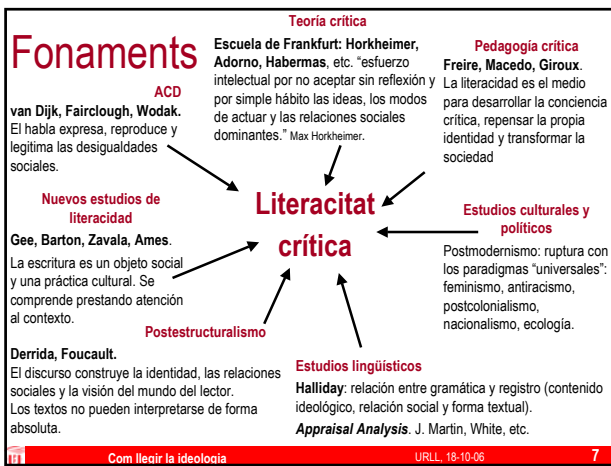 Fonaments
Teoría crítica
Escuela de Frankfurt: Horkheimer,
Adorno, Habermas, etc. “esfuerzo
intelectual por no aceptar sin reflexión y
por simple hábito las ideas, los modos
de actuar y las relaciones sociales
dominantes.” Max Horkheimer.
Pedagogía crítica
Freire, Macedo, Giroux.
La literacidad es el medio
para desarrollar la conciencia
crítica, repensar la propia
identidad y transformar la
sociedad
ACD
van Dijk, Fairclough, Wodak.
El habla expresa, reproduce y
legitima las desigualdades
sociales.
Literacitat
crítica
Nuevos estudios de
literacidad
Gee, Barton, Zavala, Ames.
La escritura es un objeto social
y una práctica cultural. Se
comprende prestando atención
al contexto.
Estudios culturales y
políticos
Postmodernismo: ruptura con
los paradigmas “universales”:
feminismo, antiracismo,
postcolonialismo,
nacionalismo, ecología.
Postestructuralismo
Derrida, Foucault.
El discurso construye la identidad, las relaciones
sociales y la visión del mundo del lector.
Los textos no pueden interpretarse de forma
absoluta.
Estudios lingüísticos
Halliday: relación entre gramática y registro (contenido
ideológico, relación social y forma textual).
Appraisal Analysis. J. Martin, White, etc.
Com llegir la ideologia
URLL, 18-10-06
7